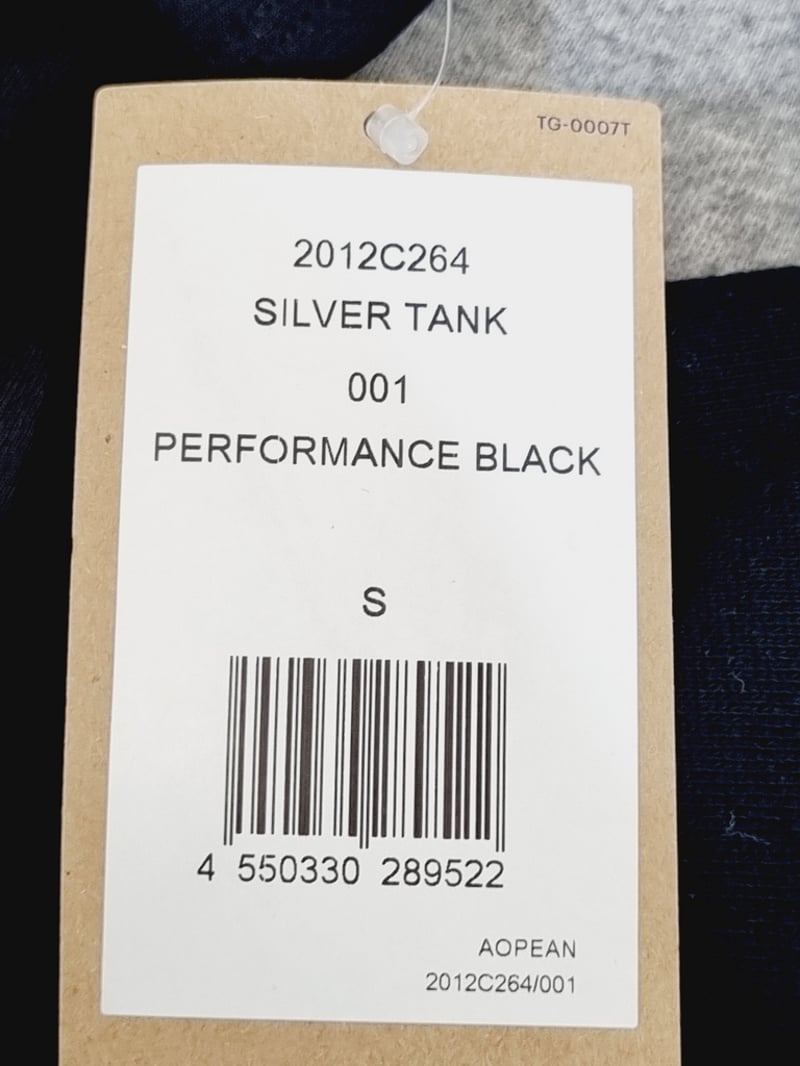 TG-0007T
2012C264
SILVER TANK
001
PERFORMANCE BLACK
S
4 550330 289522
AOPEAN
2012C264/001